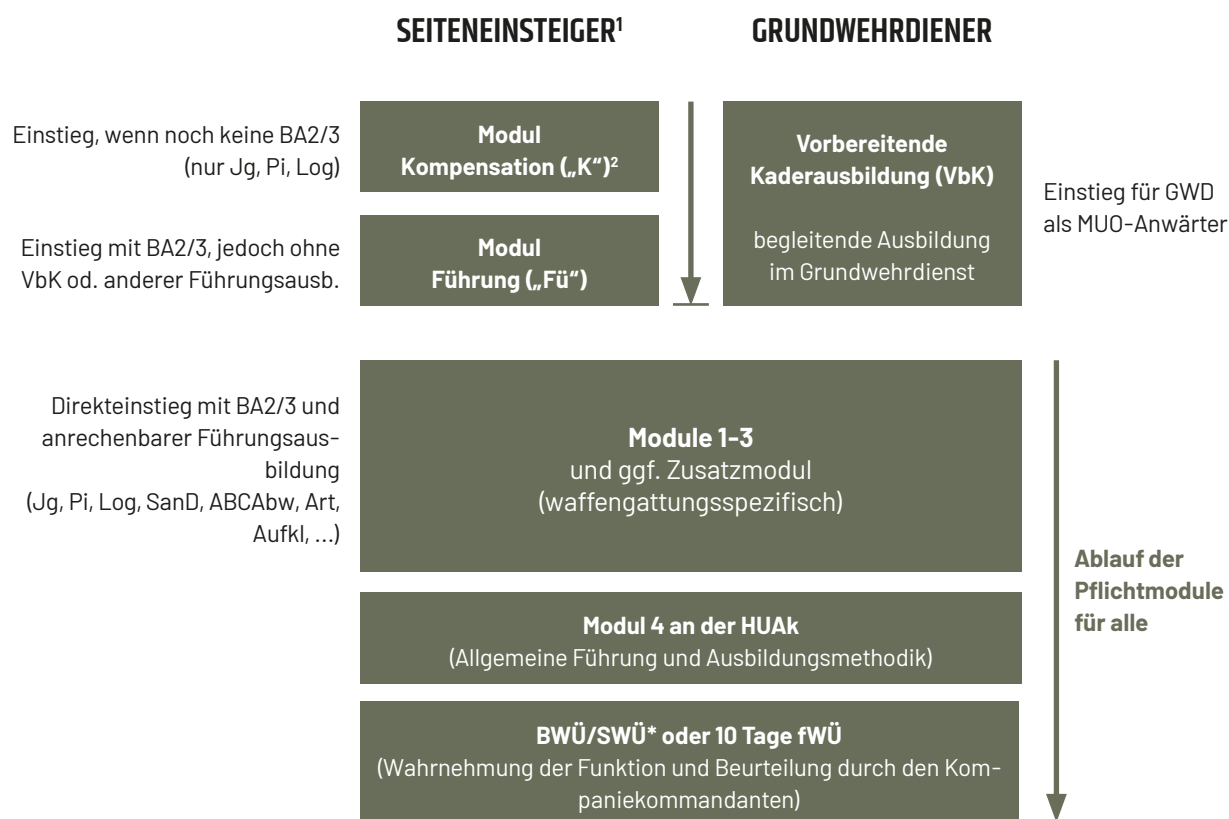 SEITENEINSTEIGER¹
GRUNDWEHRDIENER
Einstieg, wenn noch keine BA2/3
(nur Jg, Pi, Log)
Modul
Kompensation („K“)²
Einstieg mit BA2/3, jedoch ohne
VbK od. anderer Führungsausb.
Modul
Führung („Fü“)
Vorbereitende
Kaderausbildung (VbK)
begleitende Ausbildung
im Grundwehrdienst
Einstieg für GWD
als MUO-Anwärter
Direkteinstieg mit BA2/3 und
anrechenbarer Führungsaus-
bildung
(Jg, Pi, Log, SanD, ABCAbw, Art,
Aufkl, ...)
Module 1-3
und ggf. Zusatzmodul
(waffengattungsspezifisch)
Ablauf der
Pflichtmodule
für alle
Modul 4 an der HUAk
(Allgemeine Führung und Ausbildungsmethodik)
BWÜ/SWÜ* oder 10 Tage fWÜ
(Wahrnehmung der Funktion und Beurteilung durch den Kom-
paniekommandanten)